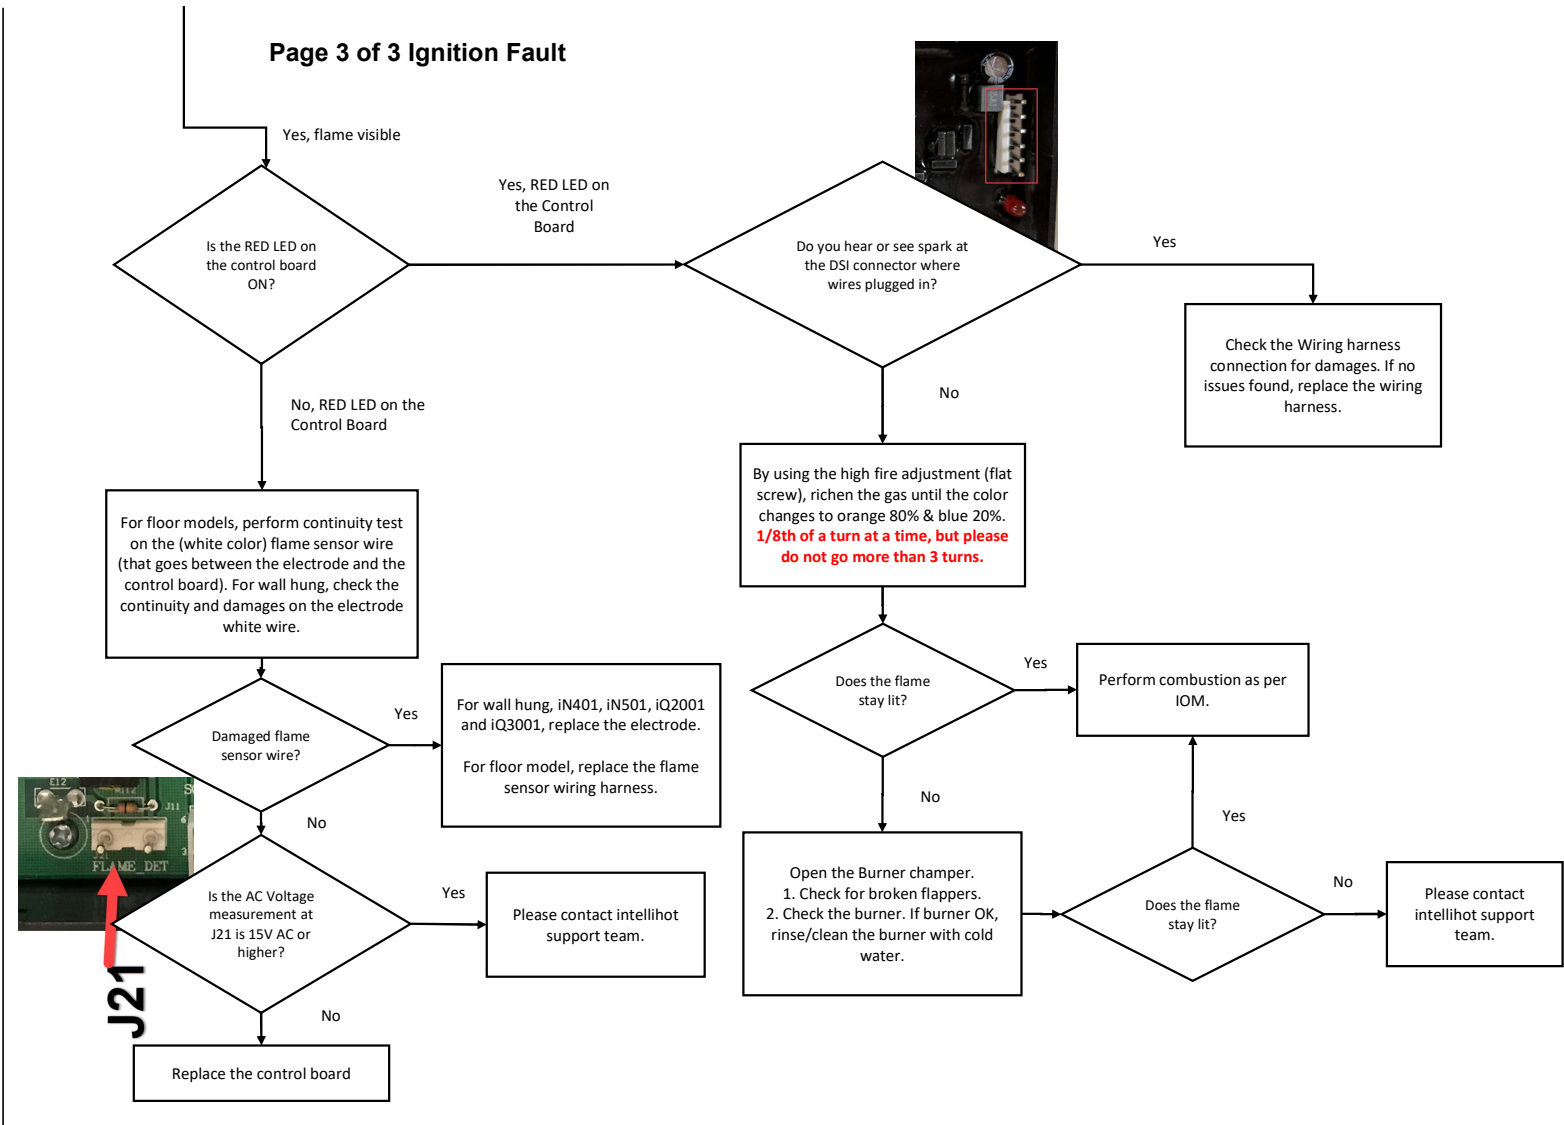 Page 3 of 3 Ignition Fault
Yes, flame visible
Is the RED LED on
the control board
ON?
Yes, RED LED on
the Control
Board
Do you hear or see spark at
the DSI connector where
wires plugged in?
Yes
Check the Wiring harness
connection for damages. If no
issues found, replace the wiring
harness.
No, RED LED on the
Control Board
No
By using the high fire adjustment (flat
screw), richen the gas until the color
changes to orange 80% & blue 20%.
1/8th of a turn at a time, but please
do not go more than 3 turns.
For floor models, perform continuity test
on the (white color) flame sensor wire
(that goes between the electrode and the
control board). For wall hung, check the
continuity and damages on the electrode
white wire.
Damaged flame
sensor wire?
Yes
For wall hung, iN401, iN501, iQ2001
and iQ3001, replace the electrode.
For floor model, replace the flame
sensor wiring harness.
Does the flame
stay lit?
Yes
Perform combustion as per
IOM.
No
No
Yes
E12
J11
FLAME_DET
J21
Is the AC Voltage
measurement at
J21 is 15V AC or
higher?
Yes
Please contact intellihot
support team.
Open the Burner champer.
1. Check for broken flappers.
2. Check the burner. If burner OK,
rinse/clean the burner with cold
water.
Does the flame
stay lit?
No
Please contact
intellihot support
team.
No
Replace the control board